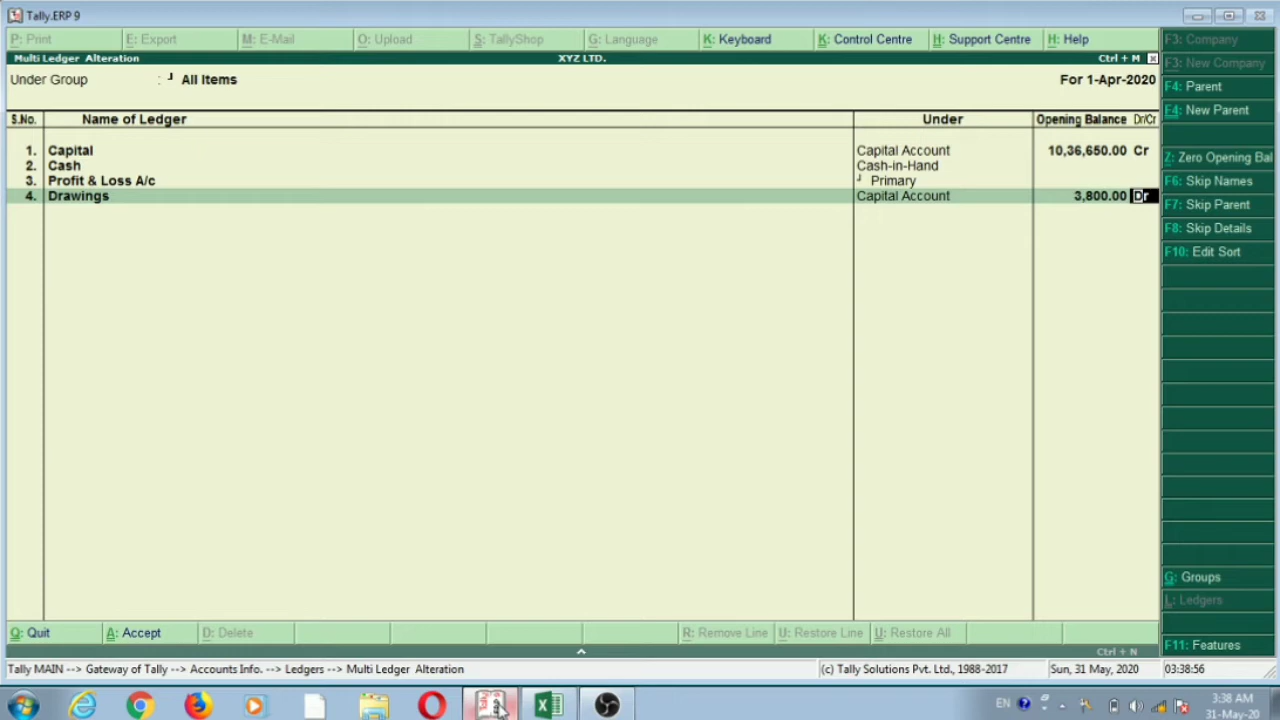 Tally.ERP 9
P: Print E: Export M: E-Mail O: Upload S: TallyShop G: Language K: Keyboard K: Control Centre H: Support Centre H: Help
Multi Ledger Alteration XYZ LTD. Ctrl + M
Under Group : ┘ All Items For 1-Apr-2020
S.No. Name of Ledger Under Opening Balance Dr/Cr
1. Capital Capital Account 10,36,650.00 Cr
2. Cash Cash-in-Hand
3. Profit & Loss A/c ┘ Primary
4. Drawings Capital Account 3,800.00 Dr
F3: Company
F3: New Company
F4: Parent
F4: New Parent
Z: Zero Opening Bal
F6: Skip Names
F7: Skip Parent
F8: Skip Details
F10: Edit Sort
G: Groups
L: Ledgers
F11: Features
Q: Quit A: Accept D: Delete R: Remove Line U: Restore Line U: Restore All
Ctrl + N
Tally MAIN --> Gateway of Tally --> Accounts Info. --> Ledgers --> Multi Ledger Alteration (c) Tally Solutions Pvt. Ltd., 1988-2017 Sun, 31 May, 2020 03:38:56
EN 3:38 AM
31-May-20